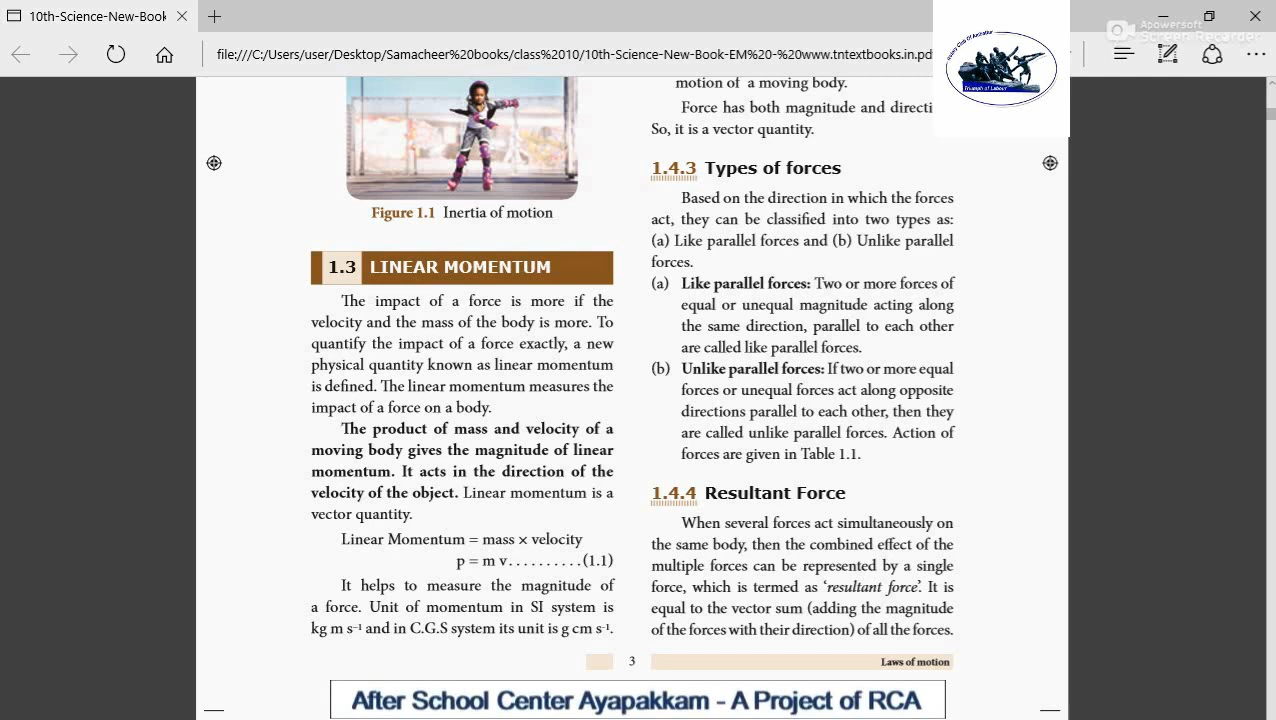 10th-Science-New-Book-
Apowersoft
Screen Recorder
file:///C:/Users/user/Desktop/Samacheer%20books/class%2010/10th-Science-New-Book-EM%20-%20www.tntextbooks.in.pd
Rotary Club Of Ambattur
Triumph of Labour
Figure 1.1 Inertia of motion
1.3 LINEAR MOMENTUM
The impact of a force is more if the
velocity and the mass of the body is more. To
quantify the impact of a force exactly, a new
physical quantity known as linear momentum
is defined. The linear momentum measures the
impact of a force on a body.
The product of mass and velocity of a
moving body gives the magnitude of linear
momentum. It acts in the direction of the
velocity of the object. Linear momentum is a
vector quantity.
Linear Momentum = mass × velocity
p = m v. . . . . . . . . . (1.1)
It helps to measure the magnitude of
a force. Unit of momentum in SI system is
kg m s⁻¹ and in C.G.S system its unit is g cm s⁻¹.
motion of a moving body.
Force has both magnitude and directi
So, it is a vector quantity.
1.4.3 Types of forces
Based on the direction in which the forces
act, they can be classified into two types as:
(a) Like parallel forces and (b) Unlike parallel
forces.
(a) Like parallel forces: Two or more forces of
equal or unequal magnitude acting along
the same direction, parallel to each other
are called like parallel forces.
(b) Unlike parallel forces: If two or more equal
forces or unequal forces act along opposite
directions parallel to each other, then they
are called unlike parallel forces. Action of
forces are given in Table 1.1.
1.4.4 Resultant Force
When several forces act simultaneously on
the same body, then the combined effect of the
multiple forces can be represented by a single
force, which is termed as ‘resultant force’. It is
equal to the vector sum (adding the magnitude
of the forces with their direction) of all the forces.
3
Laws of motion
After School Center Ayapakkam - A Project of RCA